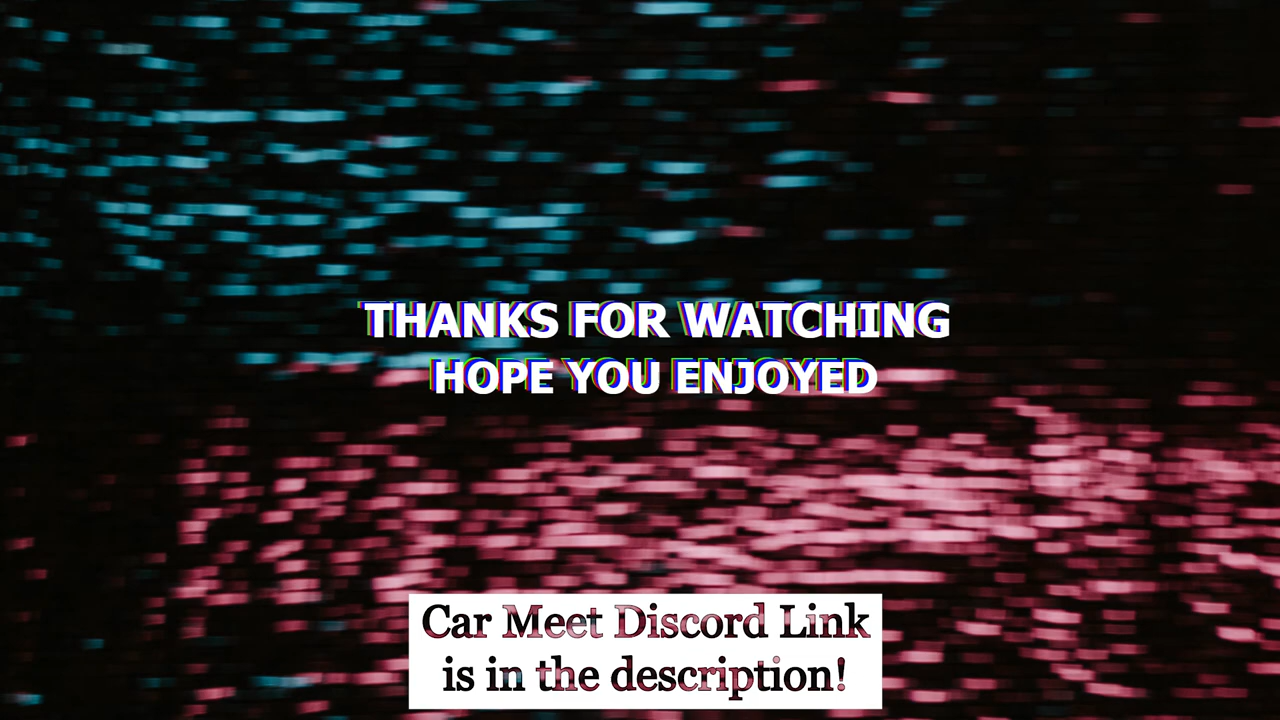 THANKS FOR WATCHING
HOPE YOU ENJOYED
Car Meet Discord Link
is in the description!